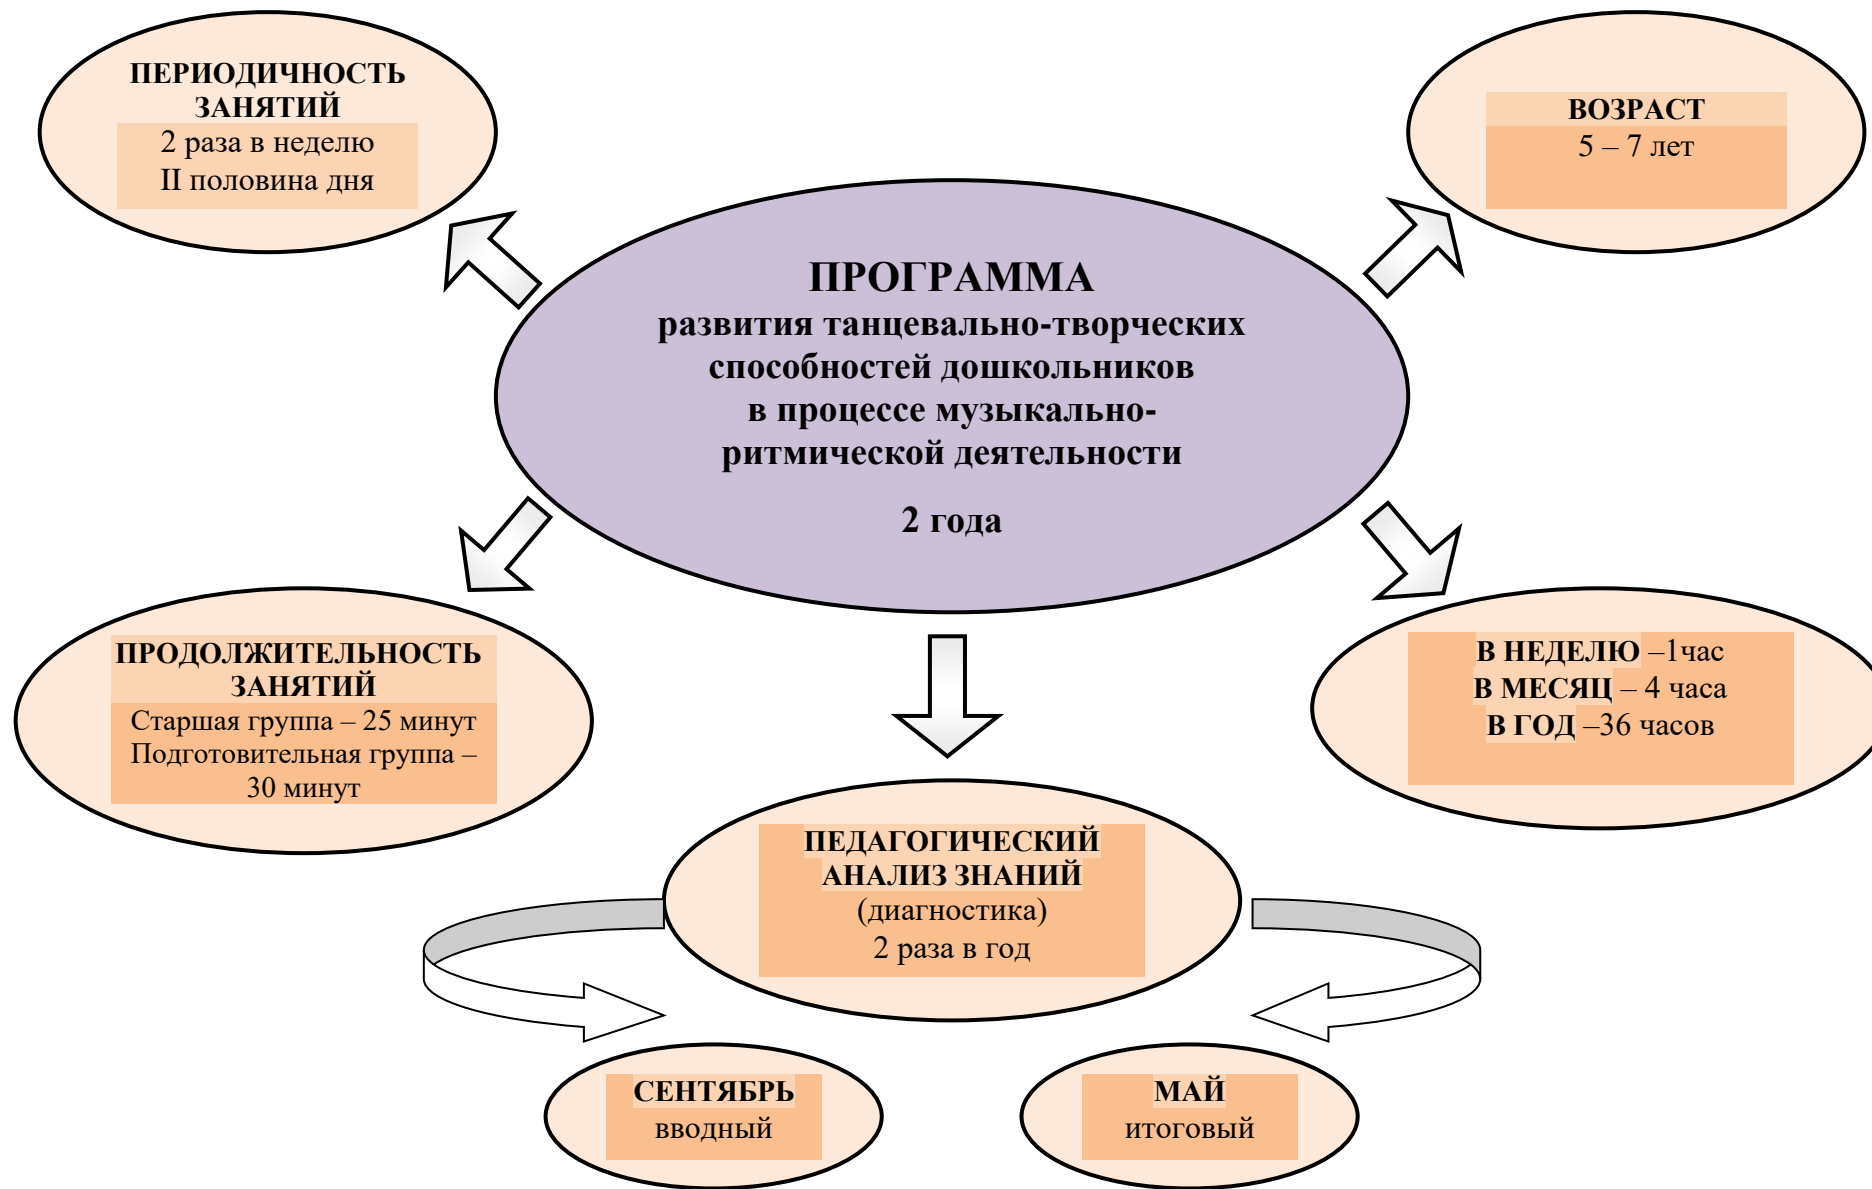 ПЕРИОДИЧНОСТЬ
ЗАНЯТИЙ
2 раза в неделю
II половина дня
ВОЗРАСТ
5 – 7 лет
ПРОГРАММА
развития танцевально-творческих
способностей дошкольников
в процессе музыкально-
ритмической деятельности
2 года
ПРОДОЛЖИТЕЛЬНОСТЬ
ЗАНЯТИЙ
Старшая группа – 25 минут
Подготовительная группа –
30 минут
В НЕДЕЛЮ –1час
В МЕСЯЦ – 4 часа
В ГОД –36 часов
ПЕДАГОГИЧЕСКИЙ
АНАЛИЗ ЗНАНИЙ
(диагностика)
2 раза в год
СЕНТЯБРЬ
вводный
МАЙ
итоговый